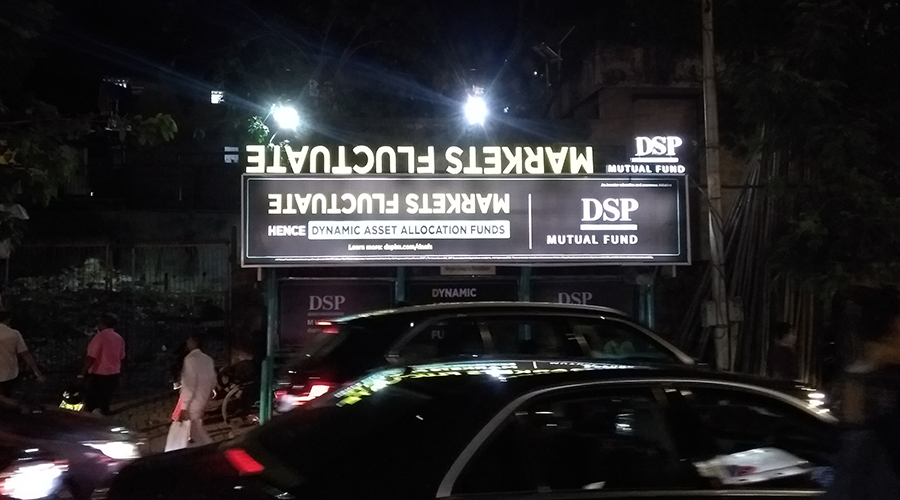 MARKETS FLUCTUATE
DSP
MUTUAL FUND
MARKETS FLUCTUATE
HENCE DYNAMIC ASSET ALLOCATION FUNDS
DSP
MUTUAL FUND
DSP
DYNAMIC
DSP